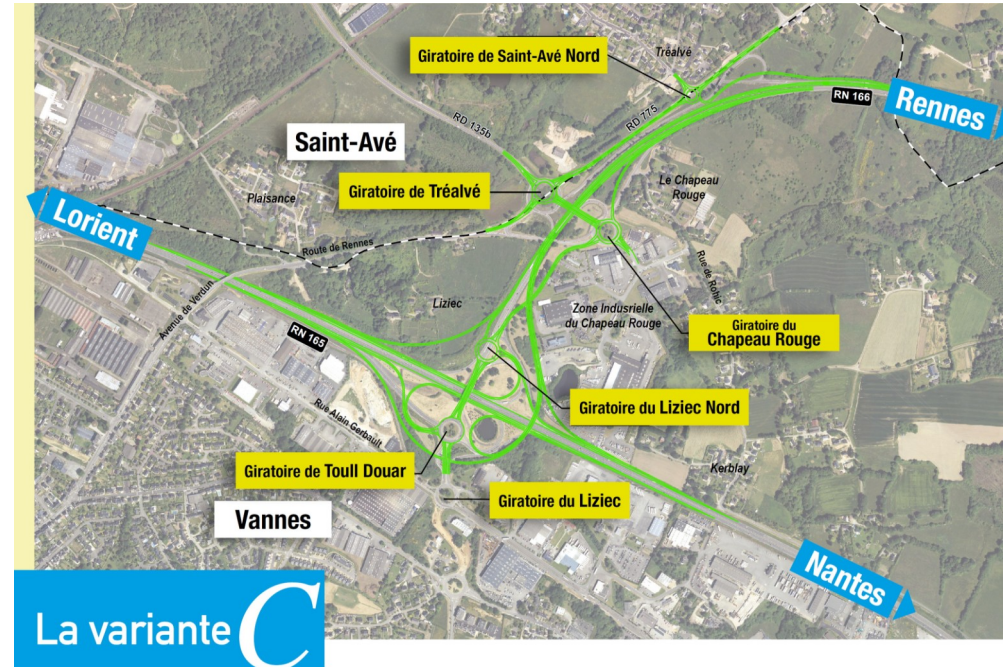 Giratoire de Saint-Avé Nord
Tréalvé
RN 166
Rennes
RD 775
RD 135b
Saint-Avé
Giratoire de Tréalvé
Le Chapeau
Rouge
Plaisance
Lorient
Route de Rennes
Rue de Rohic
Avenue de Verdun
Liziec
Zone Indusrielle
du Chapeau Rouge
Giratoire du
Chapeau Rouge
RN 165
Rue Alain Gerbault
Giratoire du Liziec Nord
Giratoire de Toull Douar
Kerblay
Giratoire du Liziec
Vannes
Nantes
La variante C